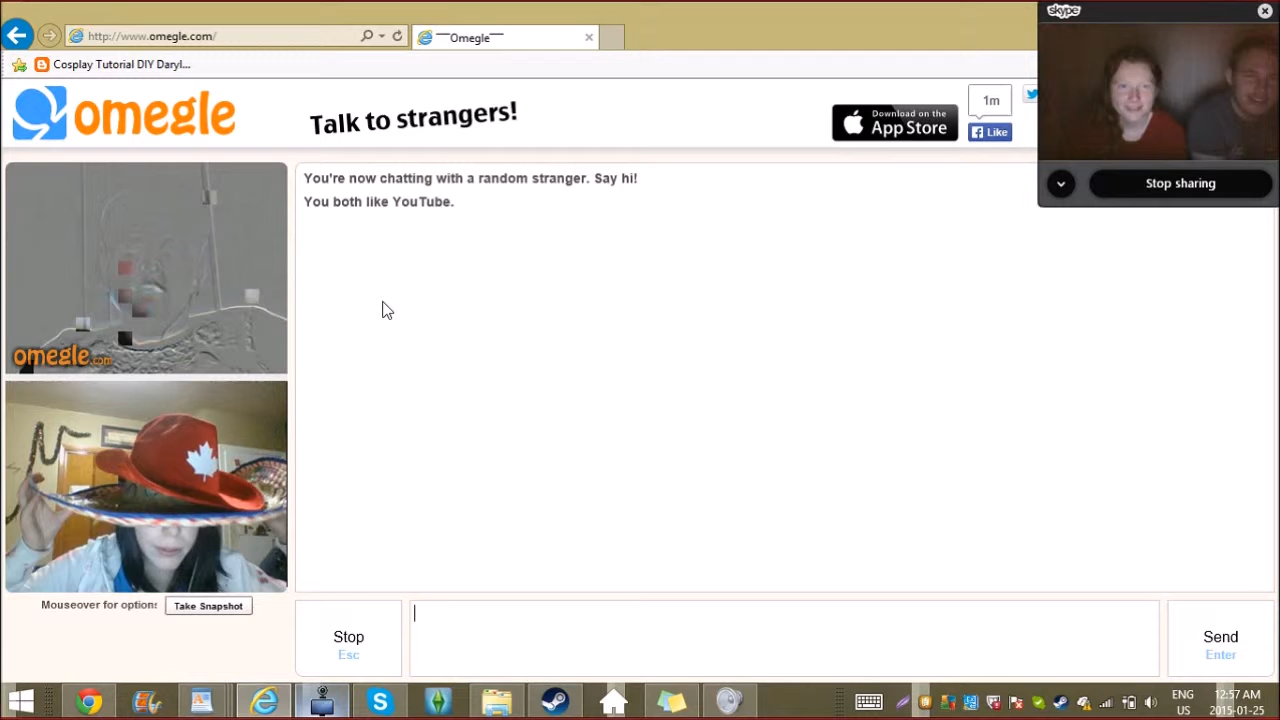 skype
http://www.omegle.com/
¯¯Omegle¯¯
Cosplay Tutorial DIY Daryl...
omegle
Talk to strangers!
Download on the
App Store
1m
Like
Stop sharing
You're now chatting with a random stranger. Say hi!
You both like YouTube.
omegle.com
Mouseover for options
Take Snapshot
Stop
Esc
Send
Enter
ENG
US
12:57 AM
2015-01-25